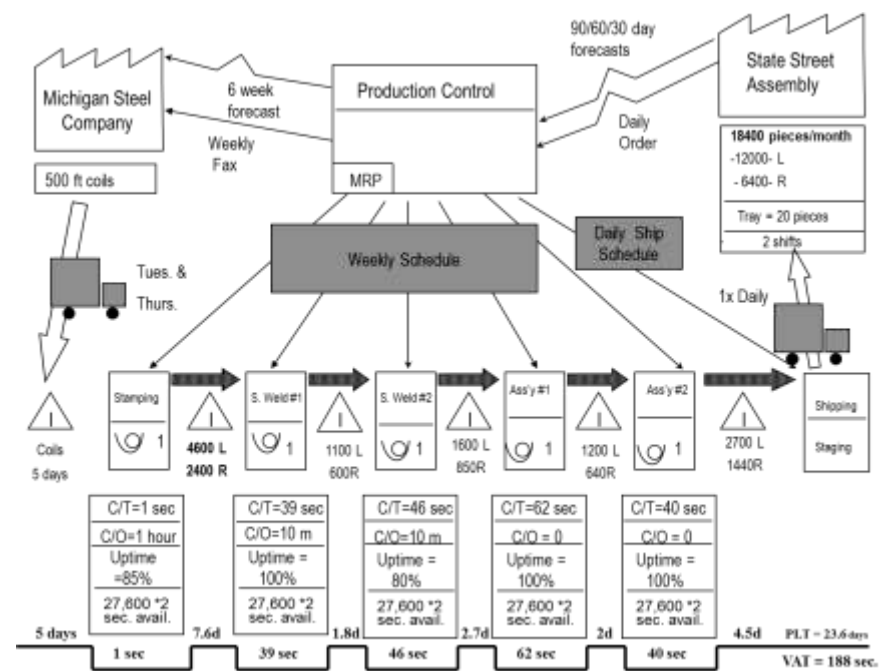 90/60/30 day
forecasts
State Street
Assembly
Michigan Steel
Company
6 week
forecast
Production Control
Weekly
Fax
Daily
Order
MRP
500 ft coils
18400 pieces/month
-12000- L
- 6400- R
Tray = 20 pieces
2 shifts
Tues. &
Thurs.
Weekly Schedule
Daily Ship
Schedule
1x Daily
I
Coils
5 days
Stamping
1
I
4600 L
2400 R
S. Weld #1
1
I
1100 L
600R
S. Weld #2
1
I
1600 L
850R
Ass'y #1
1
I
1200 L
640R
Ass'y #2
1
I
2700 L
1440R
Shipping
Staging
C/T=1 sec
C/O=1 hour
Uptime
=85%
27,600 *2
sec. avail.
C/T=39 sec
C/O=10 m
Uptime =
100%
27,600 *2
sec. avail.
C/T=46 sec
C/O=10 m
Uptime =
80%
27,600 *2
sec. avail.
C/T=62 sec
C/O = 0
Uptime =
100%
27,600 *2
sec. avail.
C/T=40 sec
C/O = 0
Uptime =
100%
27,600 *2
sec. avail.
5 days
7.6d
1.8d
2.7d
2d
4.5d
PLT = 23.6 days
1 sec
39 sec
46 sec
62 sec
40 sec
VAT = 188 sec.